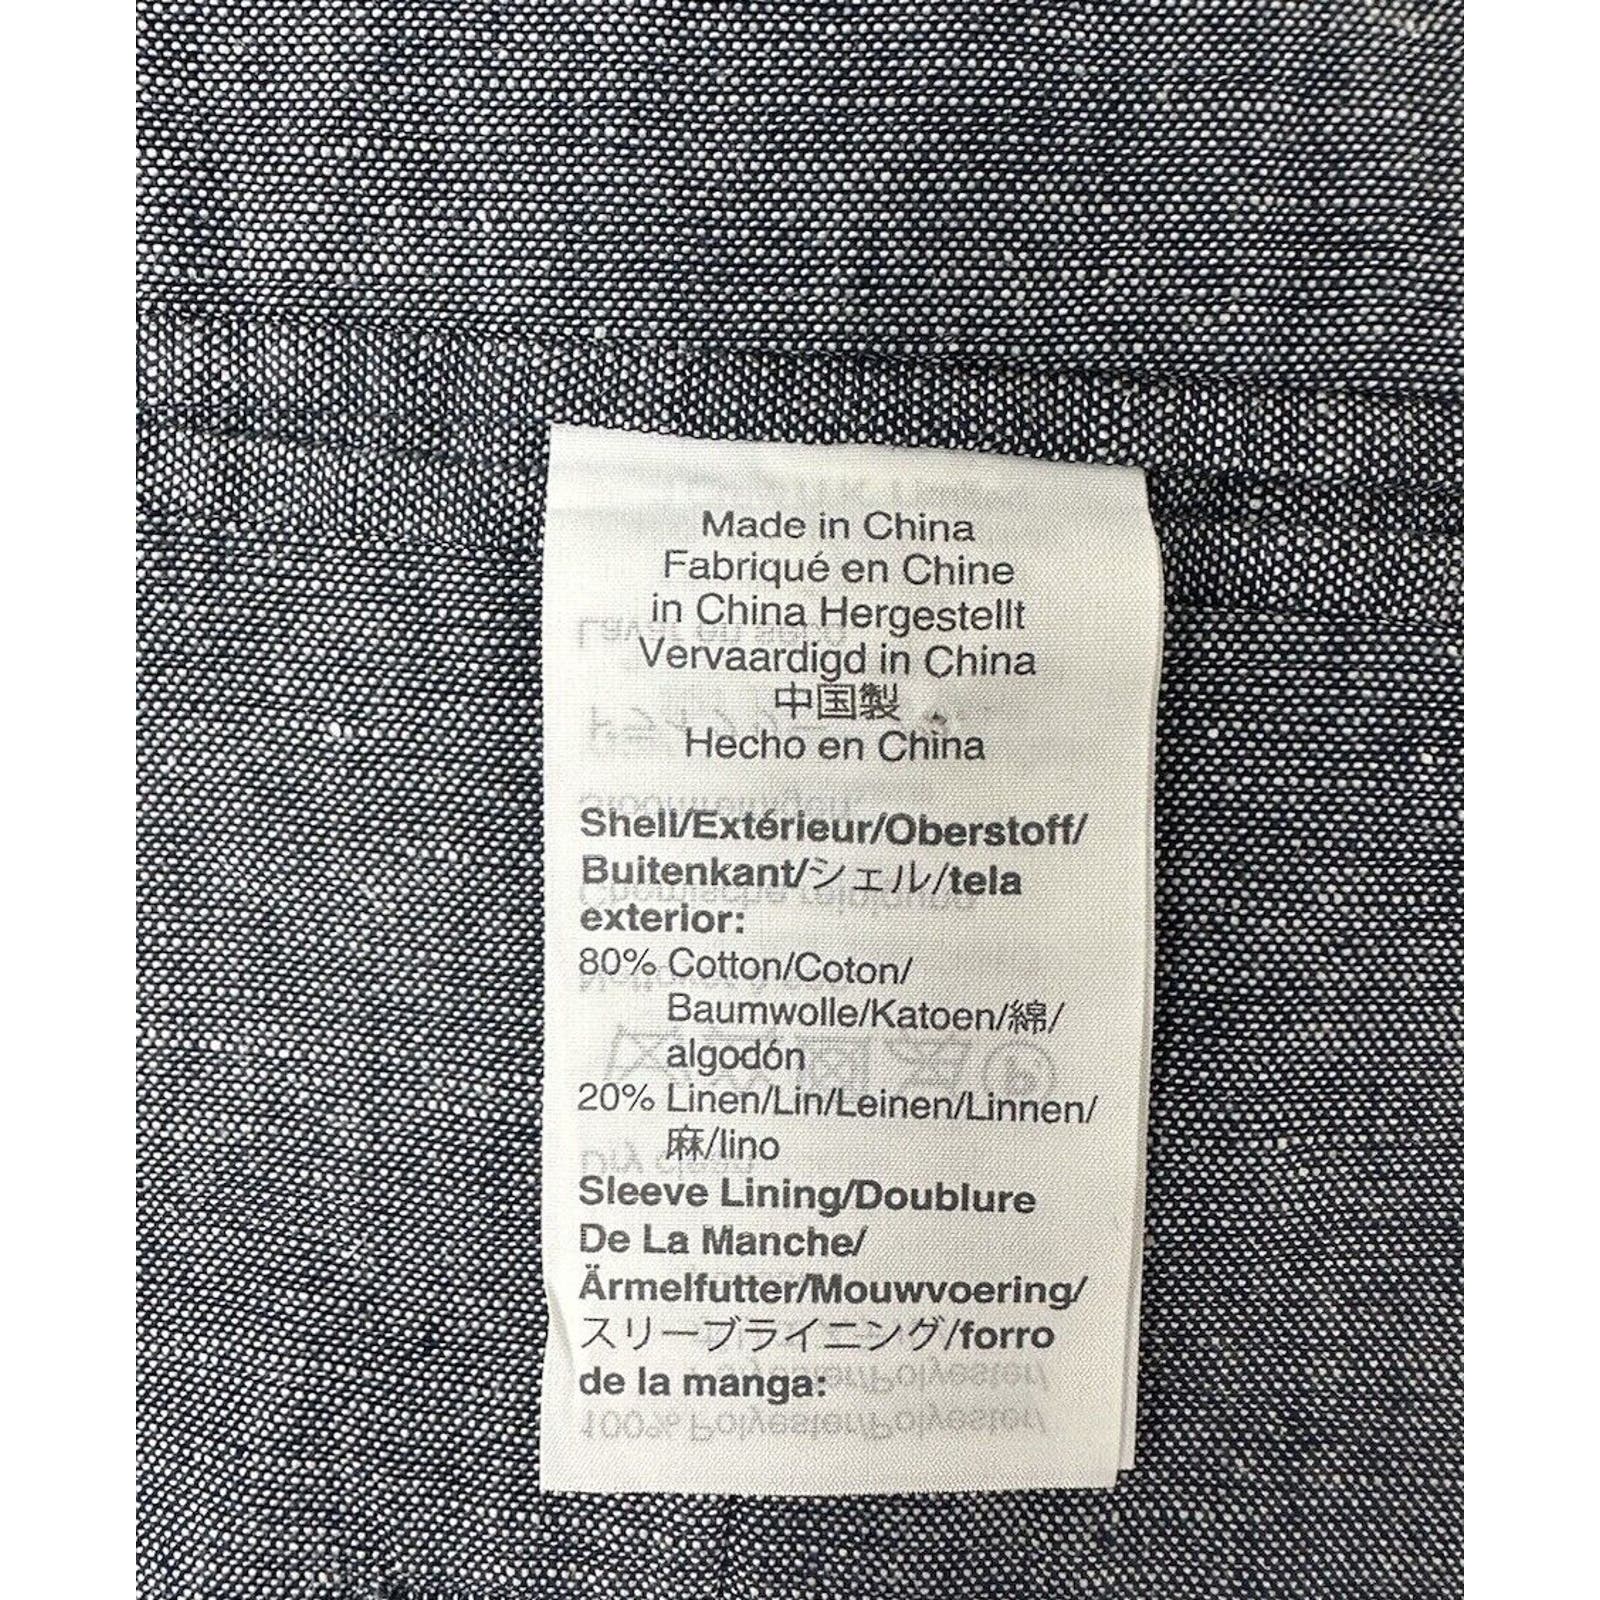 Made in China
Fabriqué en Chine
in China Hergestellt
Vervaardigd in China
中国製
Hecho en China
Shell/Extérieur/Oberstoff/
Buitenkant/シェル/tela
exterior:
80% Cotton/Coton/
Baumwolle/Katoen/綿/
algodón
20% Linen/Lin/Leinen/Linnen/
麻/lino
Sleeve Lining/Doublure
De La Manche/
Ärmelfutter/Mouwvoering/
スリーブライニング/forro
de la manga: